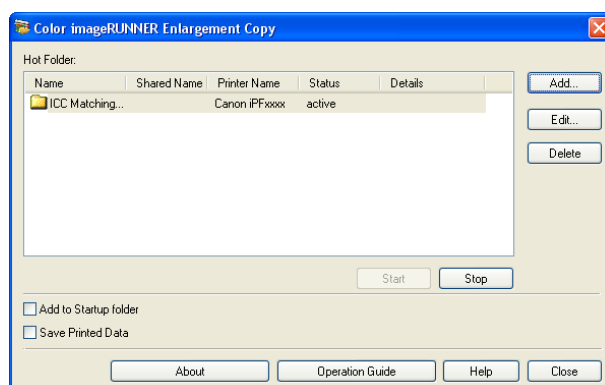 Color imageRUNNER Enlargement Copy
Hot Folder:
Name Shared Name Printer Name Status Details
ICC Matching... Canon iPFxxxx active
Add...
Edit...
Delete
Start Stop
Add to Startup folder
Save Printed Data
About Operation Guide Help Close